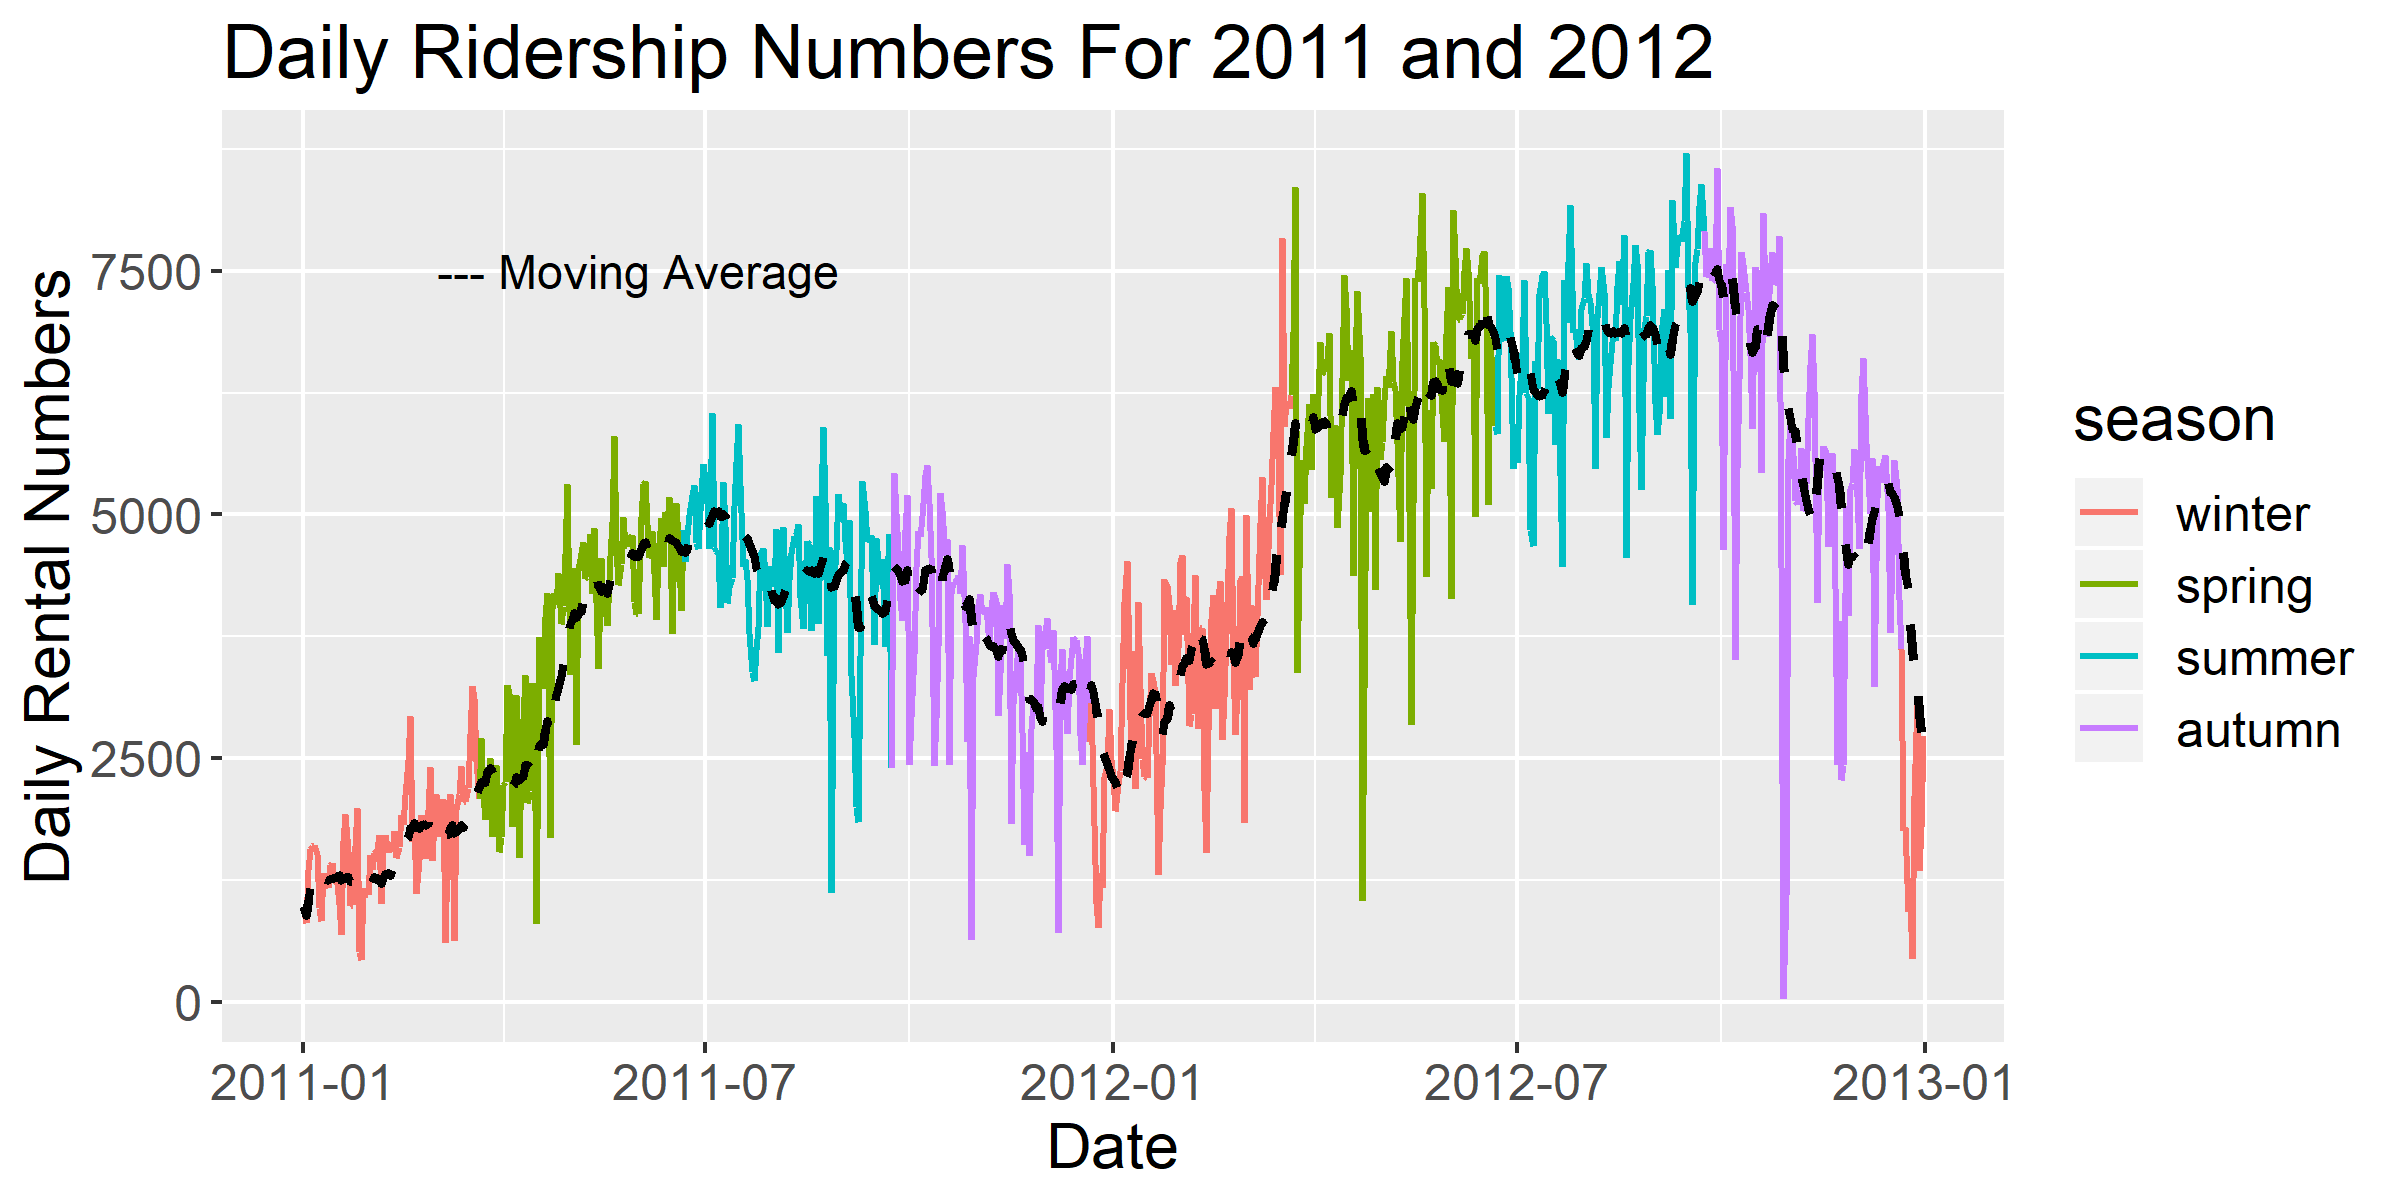 Daily Ridership Numbers For 2011 and 2012
--- Moving Average
Daily Rental Numbers
7500
5000
2500
0
2011-01
2011-07
2012-01
2012-07
2013-01
Date
season
winter
spring
summer
autumn